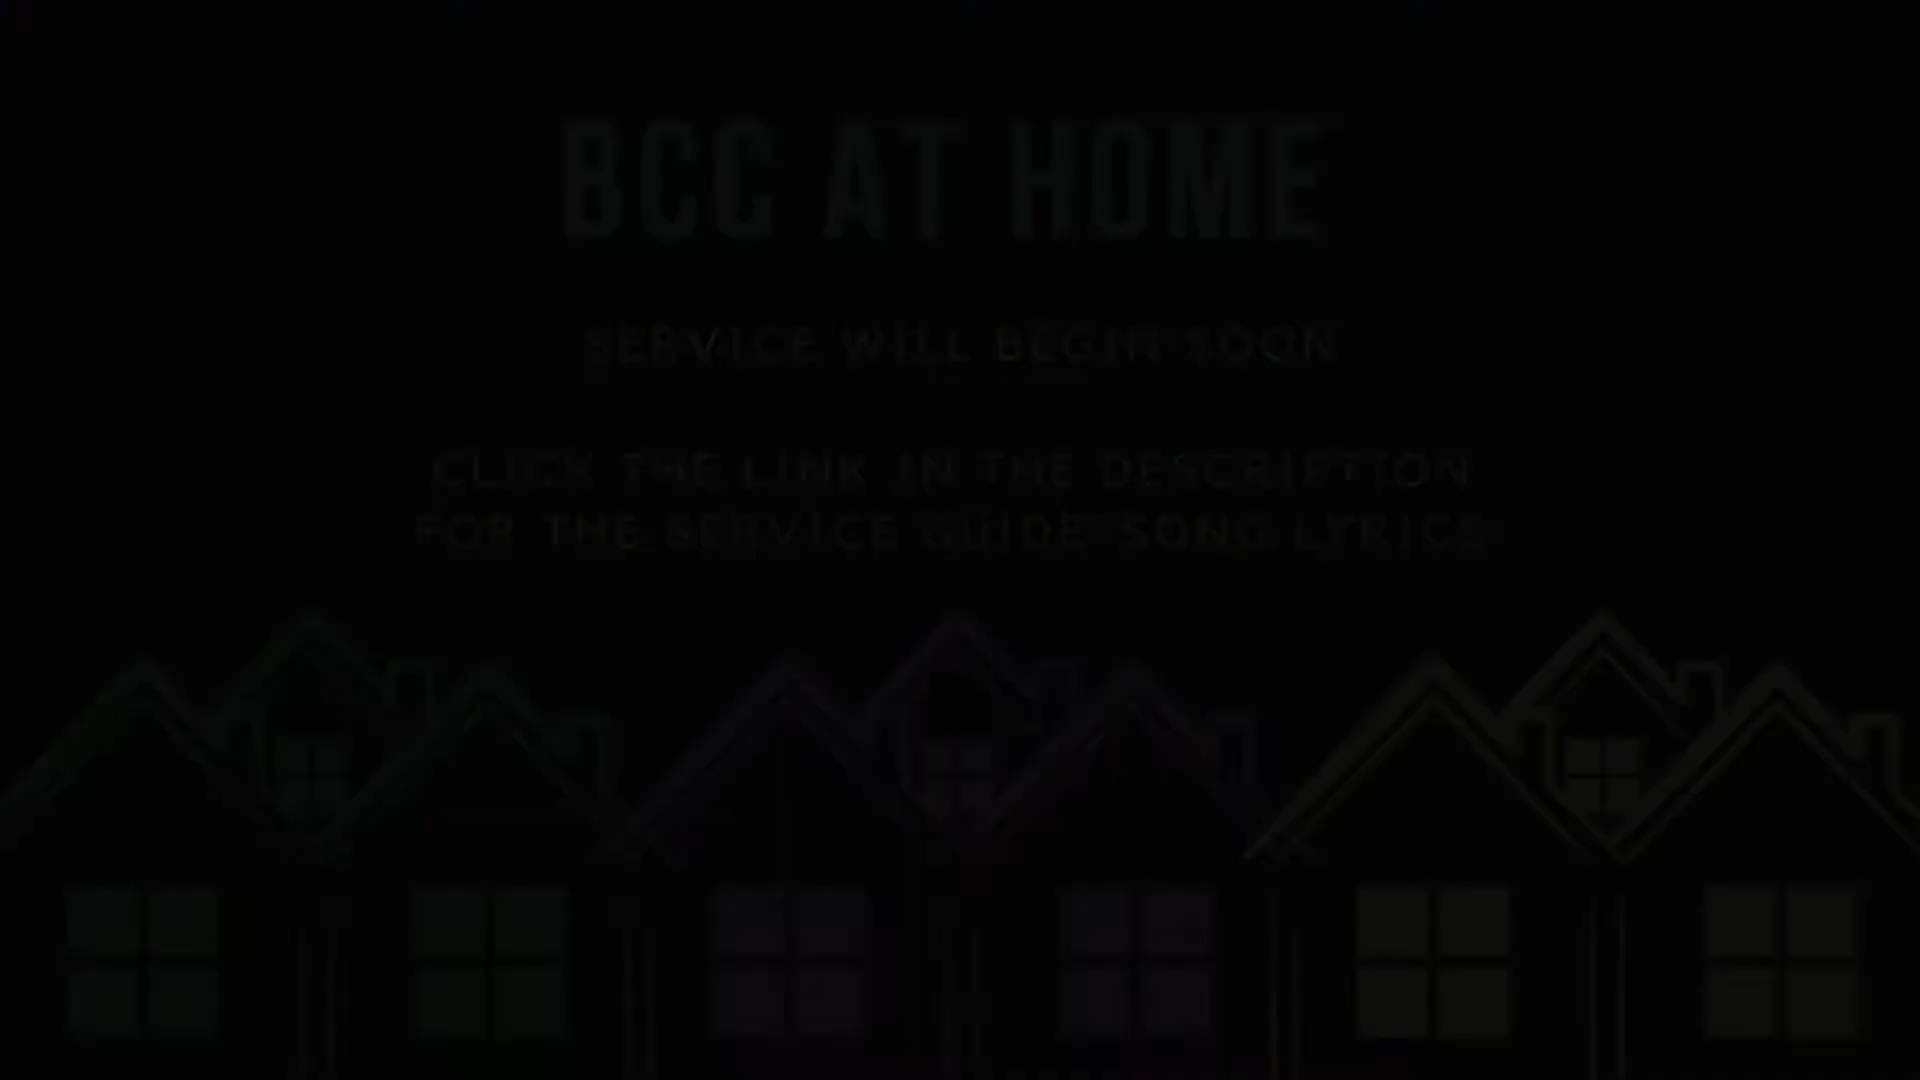 BCC AT HOME
SERVICE WILL BEGIN SOON
CLICK THE LINK IN THE DESCRIPTION
FOR THE SERVICE GUIDE SONG LYRICS